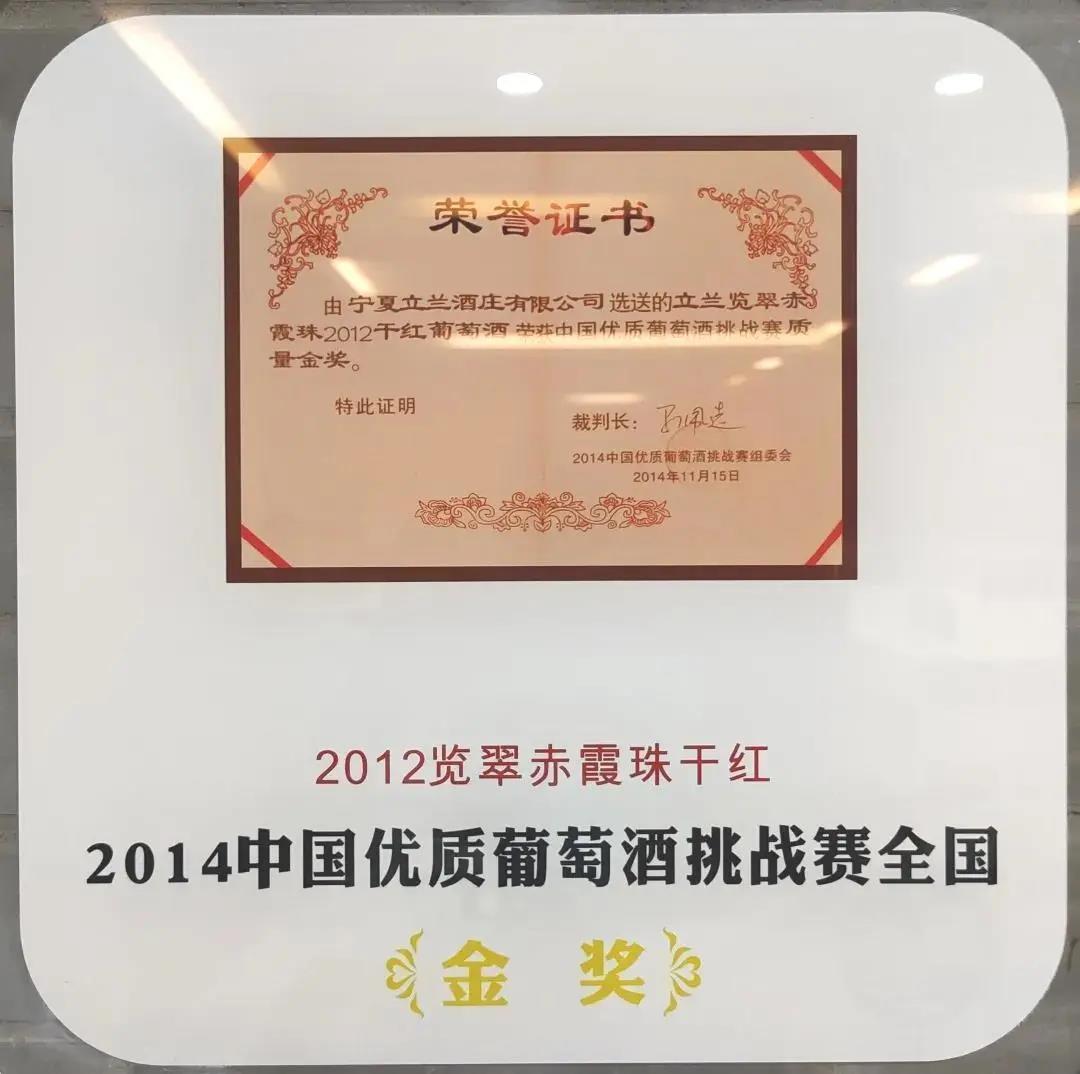 荣誉证书
由宁夏立兰酒庄有限公司选送的立兰览翠赤
霞珠2012干红葡萄酒 荣获中国优质葡萄酒挑战赛质
量金奖。
特此证明
裁判长：
2014中国优质葡萄酒挑战赛组委会
2014年11月15日
2012览翠赤霞珠干红
2014中国优质葡萄酒挑战赛全国
金奖